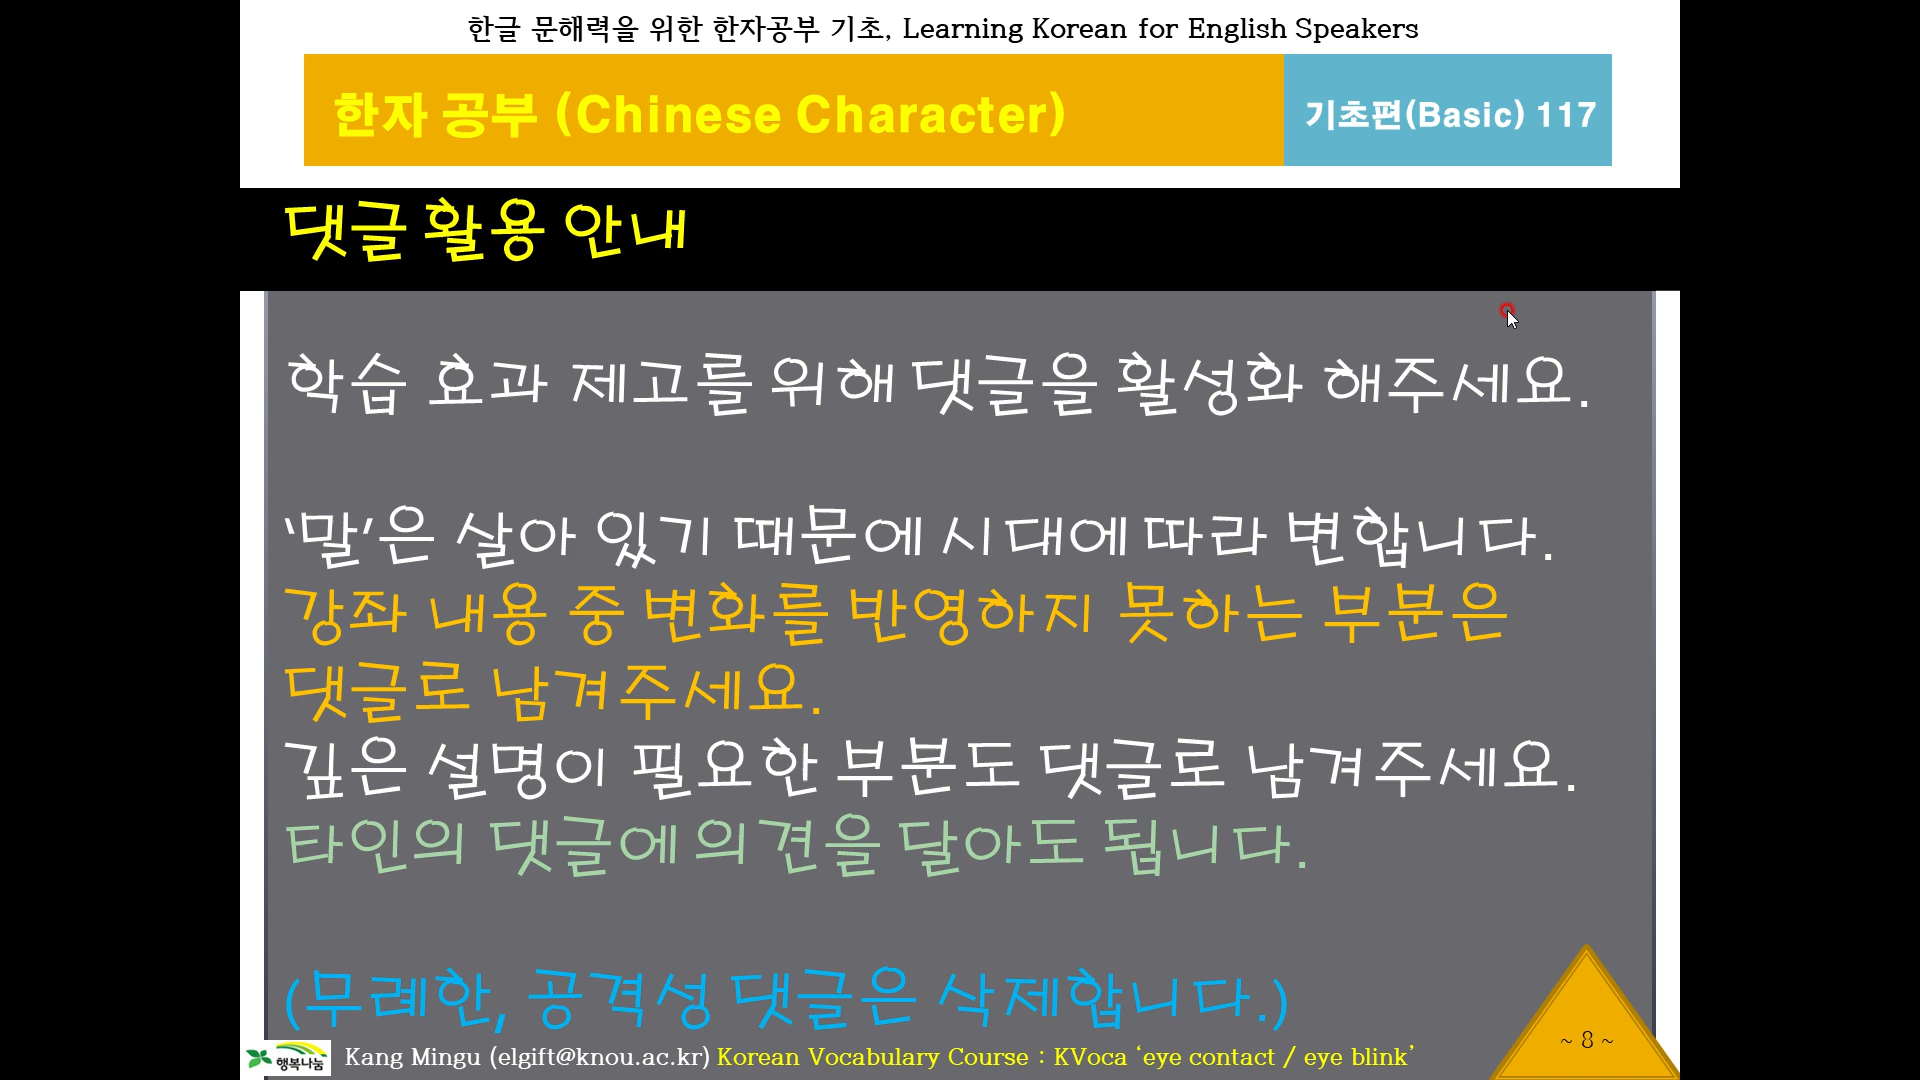 한글 문해력을 위한 한자공부 기초, Learning Korean for English Speakers
한자 공부 (Chinese Character)
기초편(Basic) 117
댓글 활용 안내
학습 효과 제고를 위해 댓글을 활성화 해주세요.
‘말’은 살아 있기 때문에 시대에 따라 변합니다.
강좌 내용 중 변화를 반영하지 못하는 부분은
댓글로 남겨주세요.
깊은 설명이 필요한 부분도 댓글로 남겨주세요.
타인의 댓글에 의견을 달아도 됩니다.
(무례한, 공격성 댓글은 삭제합니다.)
행복나눔
Kang Mingu (elgift@knou.ac.kr) Korean Vocabulary Course : KVoca ‘eye contact / eye blink’
~ 8 ~